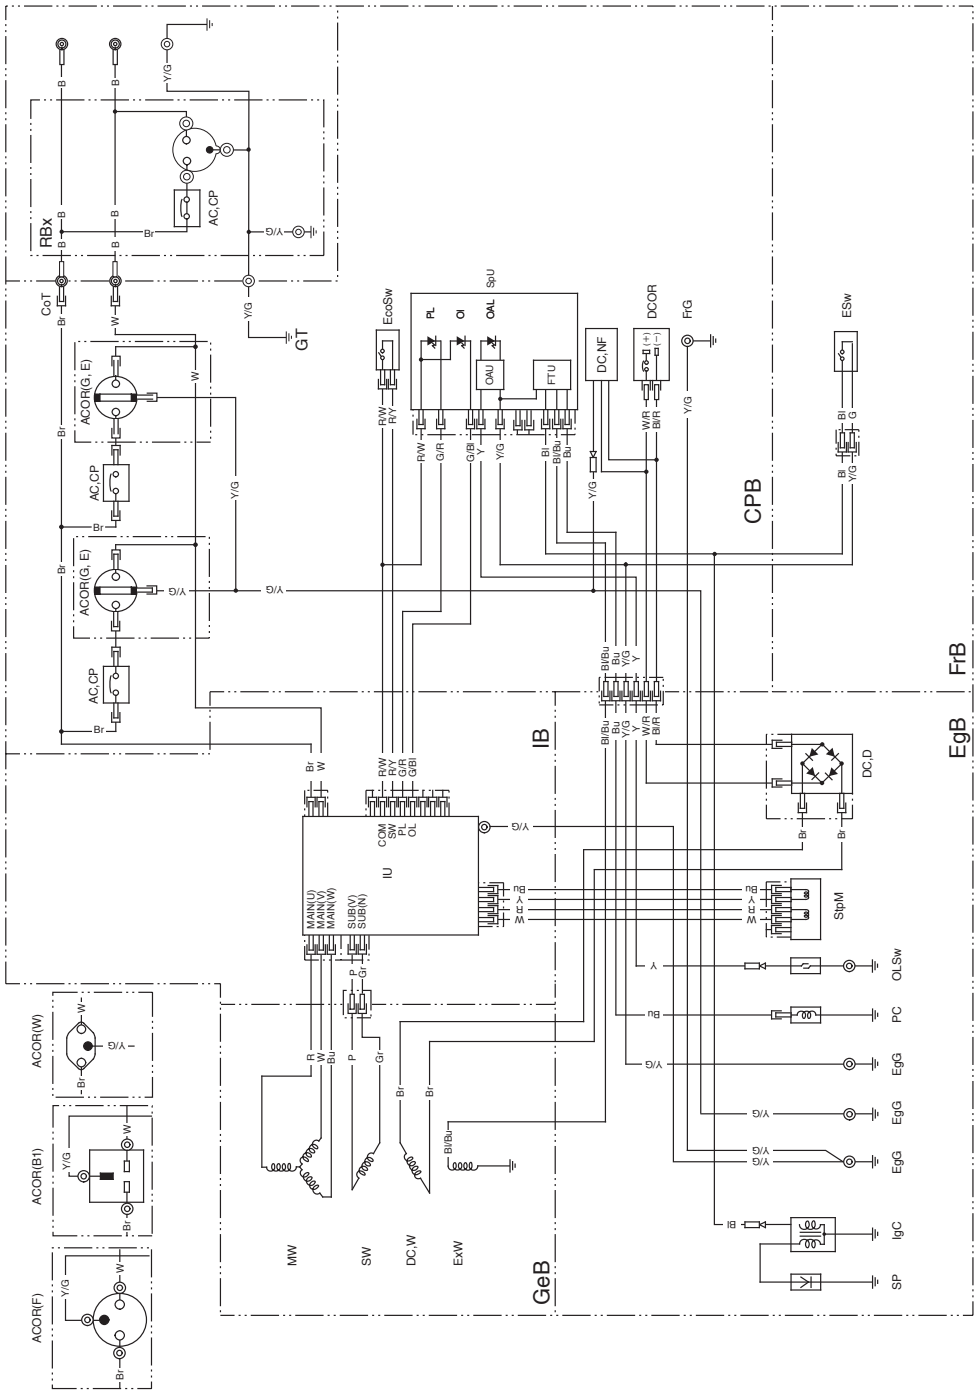 RBx
B
B
Y/G
B
B
AC,CP
Br
Y/G
B
B
CoT
Br
W
Y/G
GT
ACOR(G, E)
W
Br
AC,CP
Y/G
Br
ACOR(G, E)
Br
Y/G
Y/G
AC,CP
Br
EcoSw
R/W
R/Y
SpU
PL
OI
OAL
OAU
FTU
R/W
G/R
G/Bl
Y
Y/G
Bl
Bl/Bu
Bu
DC,NF
Y/G
DCOR
(+)
(−)
W/R
Bl/R
FrG
Y/G
ESw
Bl
G
Bl
Y/G
CPB
FrB
Bl/Bu
Bu
Y/G
Y
Bl/Bu
Bu
Y/G
Y
W/R
Bl/R
IB
EgB
Br
W
R/W
R/Y
G/R
G/Bl
COM
SW
PL
OL
IU
MAIN(U)
MAIN(V)
MAIN(W)
SUB(V)
SUB(N)
Y/G
Bu
Y
R
W
Bu
Y
R
W
StpM
DC,D
Br
Br
P
Gr
R
W
Bu
P
Gr
Br
Br
Bl/Bu
MW
SW
DC,W
ExW
GeB
Y
OLSw
Bu
PC
Y/G
EgG
Y/G
EgG
Y/G
Y/G
EgG
Bl
IgC
SP
ACOR(W)
W
Y/G
Br
ACOR(B1)
Y/G
W
Br
ACOR(F)
Y/G
W
Br